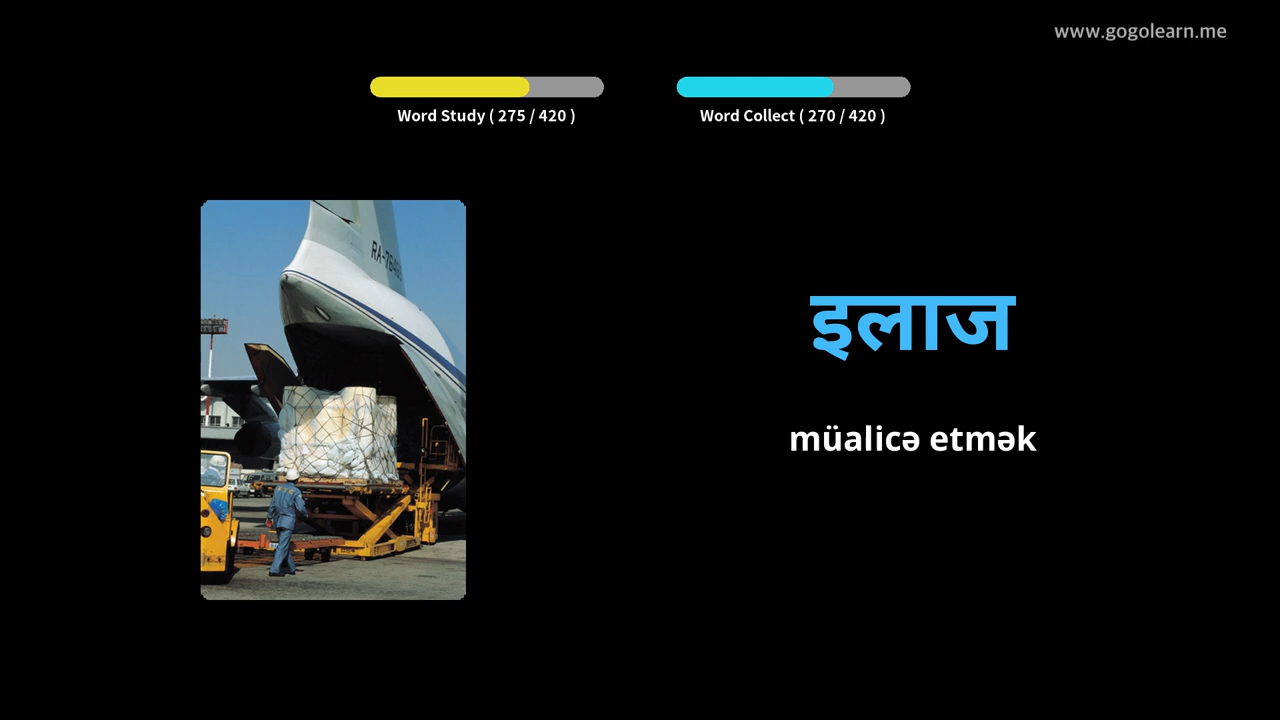 www.gogolearn.me
Word Study ( 275 / 420 )
Word Collect ( 270 / 420 )
इलाज
müalicə etmək